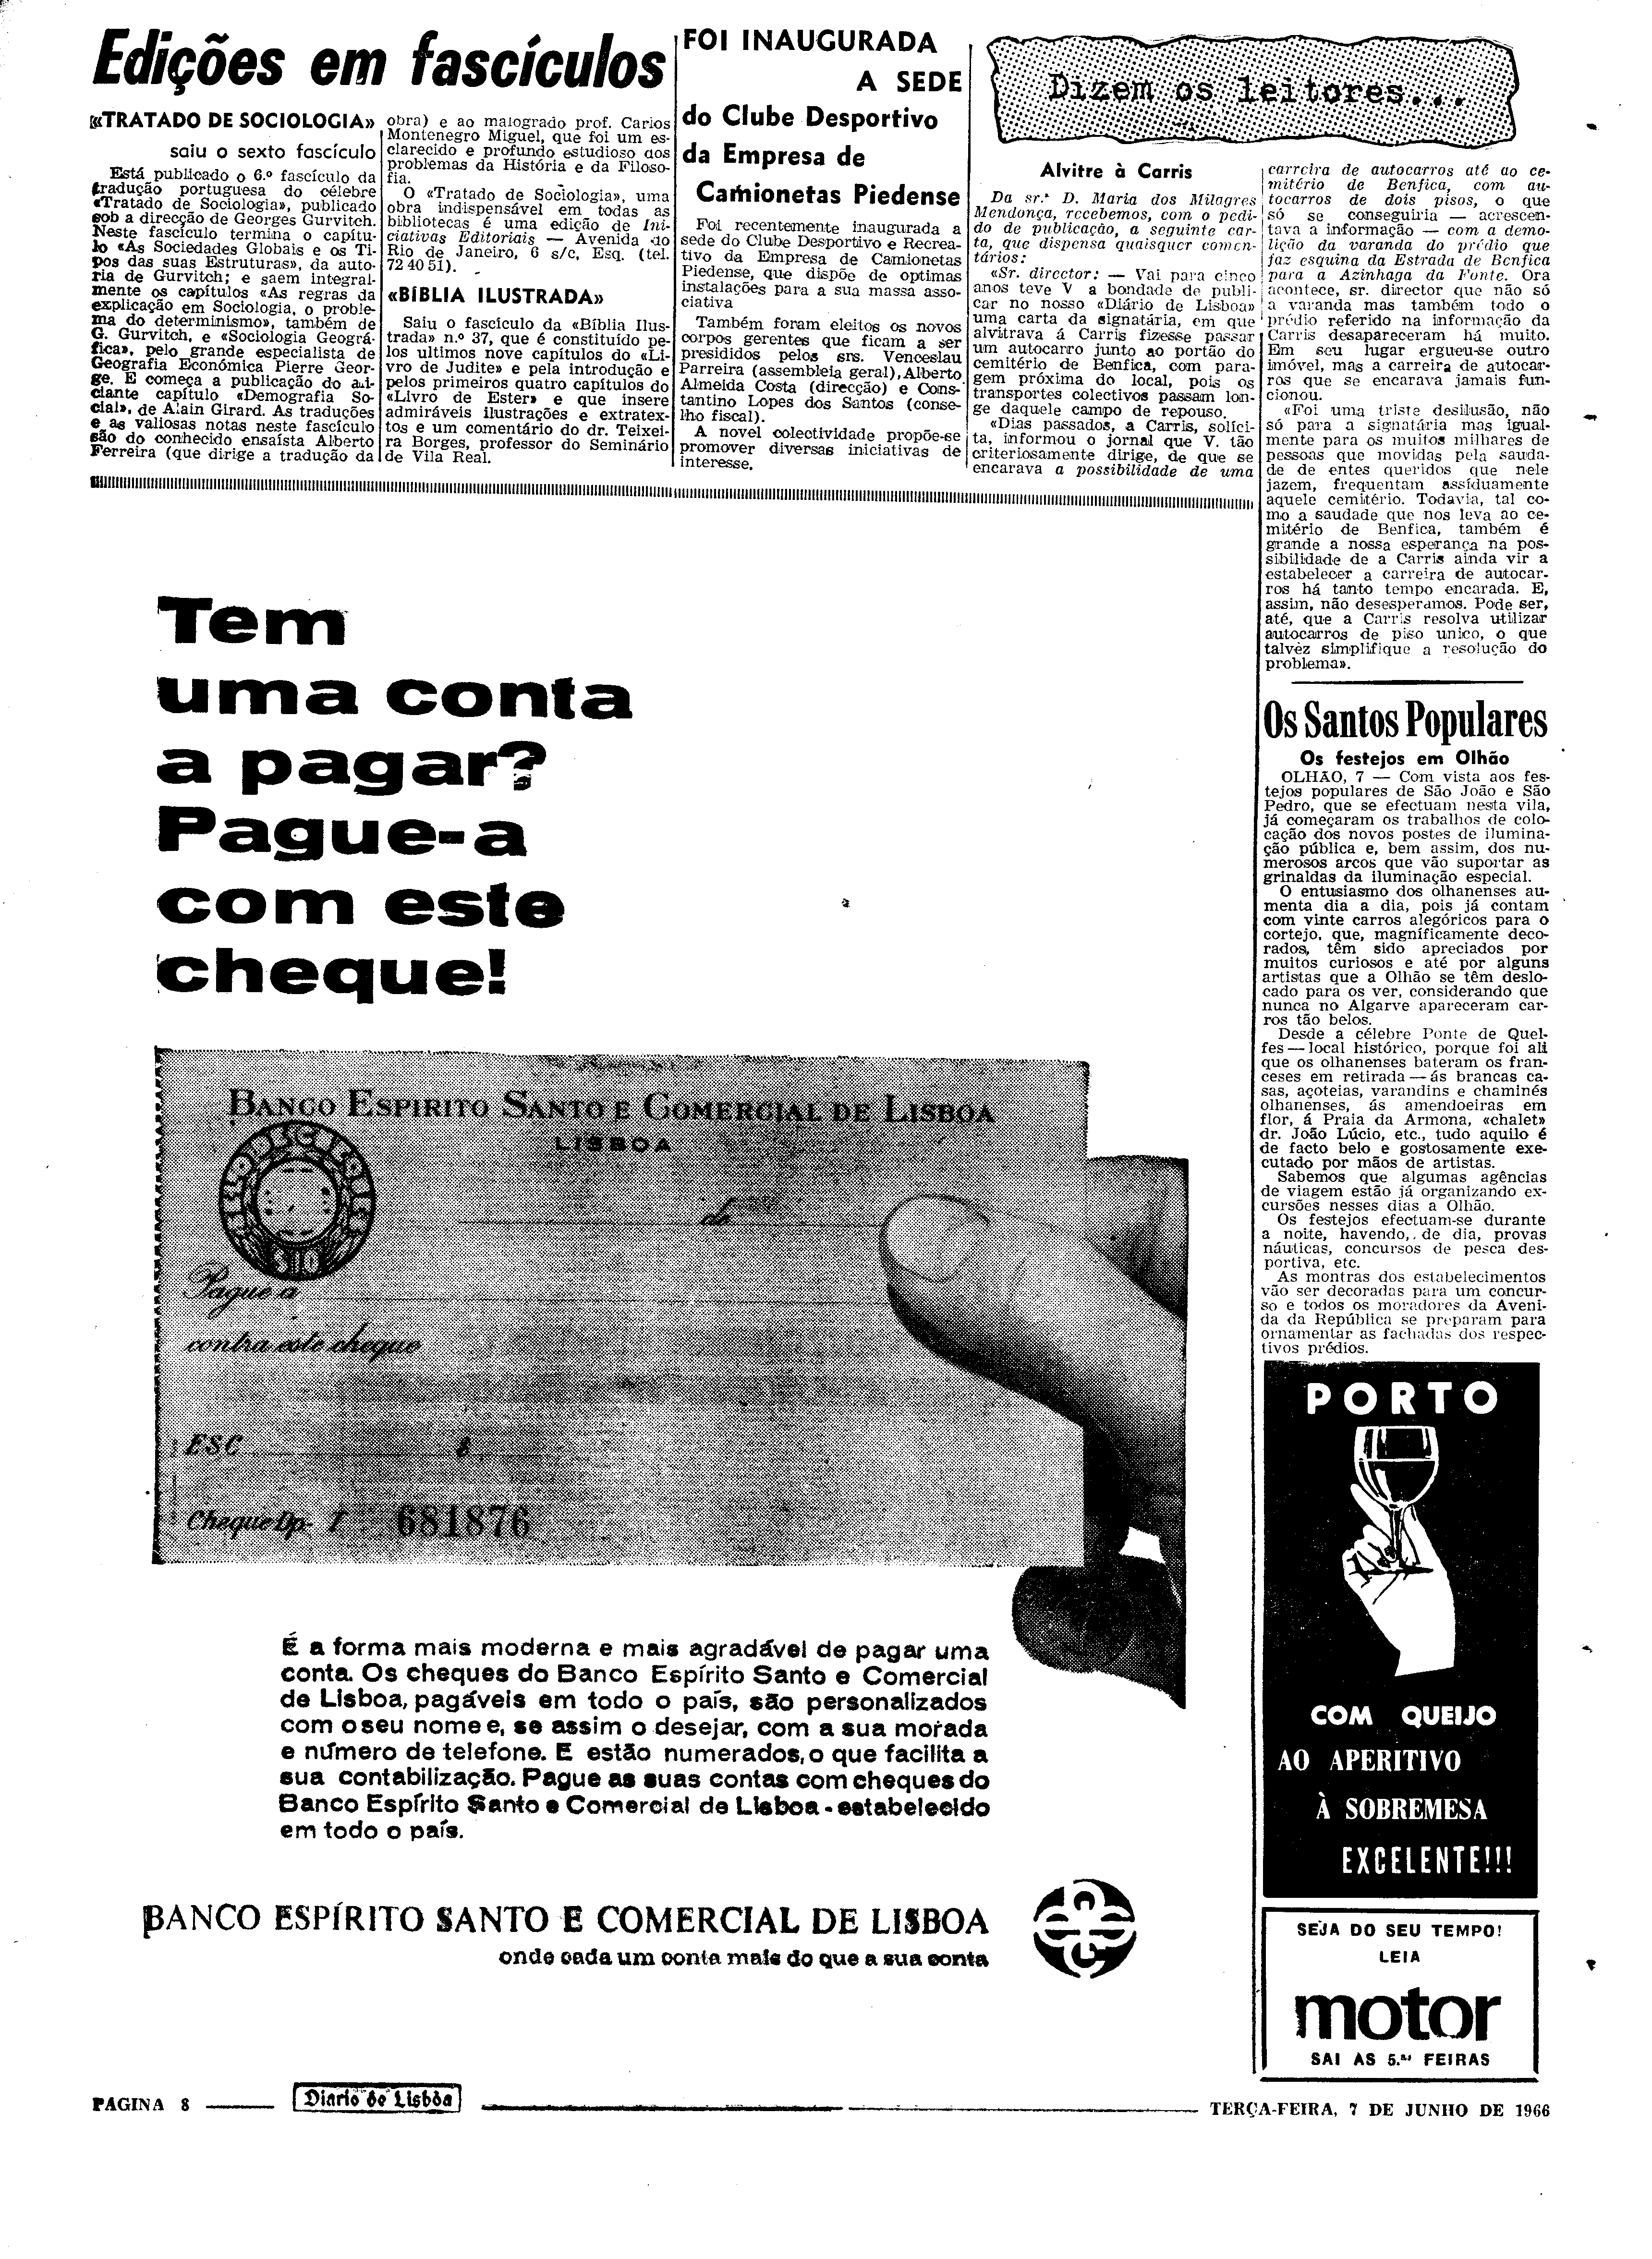 Edições em fascículos
«TRATADO DE SOCIOLOGIA»
saiu o sexto fascículo
Está publicado o 6.º fascículo da
tradução portuguesa do célebre
«Tratado de Sociologia», publicado
sob a direcção de Georges Gurvitch.
Neste fascículo termina o capítu-
lo «As Sociedades Globais e os Ti-
pos das suas Estruturas», da auto-
ria de Gurvitch; e saem integral-
mente os capítulos «As regras da
explicação em Sociologia, o proble-
ma do determinismo», também de
G. Gurvitch, e «Sociologia Geográ-
fica», pelo grande especialista de
Geografia Económica Pierre Geor-
ge. E começa a publicação do ali-
ciante capítulo «Demografia So-
cial», de Alain Girard. As traduções
e as valiosas notas neste fascículo
são do conhecido ensaísta Alberto
Ferreira (que dirige a tradução da
obra) e ao malogrado prof. Carlos
Montenegro Miguel, que foi um es-
clarecido e profundo estudioso dos
problemas da História e da Filoso-
fia.
O «Tratado de Sociologia», uma
obra indispensável em todas as
bibliotecas é uma edição de Ini-
ciativas Editoriais — Avenida do
Rio de Janeiro, 6 s/c, Esq. (tel.
72 40 51).
«BÍBLIA ILUSTRADA»
Saiu o fascículo da «Bíblia Ilus-
trada» n.º 37, que é constituído pe-
los ultimos nove capítulos do «Li-
vro de Judite» e pela introdução e
pelos primeiros quatro capítulos do
«Livro de Ester» e que insere
admiráveis ilustrações e extratex-
tos e um comentário do dr. Teixei-
ra Borges, professor do Seminário
de Vila Real.
FOI INAUGURADA
A SEDE
do Clube Desportivo
da Empresa de
Camionetas Piedense
Foi recentemente inaugurada a
sede do Clube Desportivo e Recrea-
tivo da Empresa de Camionetas
Piedense, que dispõe de optimas
instalações para a sua massa asso-
ciativa
Também foram eleitos os novos
corpos gerentes que ficam a ser
presididos pelos srs. Venceslau
Parreira (assembleia geral), Alberto
Almeida Costa (direcção) e Cons-
tantino Lopes dos Santos (conse-
lho fiscal).
A novel colectividade propõe-se
promover diversas iniciativas de
interesse.
Dizem os leitores...
Alvitre à Carris
Da sr.ª D. Maria dos Milagres
Mendonça, recebemos, com o pedi-
do de publicação, a seguinte car-
ta, que dispensa quaisquer comen-
tários:
«Sr. director: — Vai para cinco
anos teve V a bondade de publi-
car no nosso «Diário de Lisboa»
uma carta da signatária, em que
alvitrava á Carris fizesse passar
um autocarro junto ao portão do
cemitério de Benfica, com para-
gem próxima do local, pois os
transportes colectivos passam lon-
ge daquele campo de repouso.
«Dias passados, a Carris, solíci-
ta, informou o jornal que V. tão
criteriosamente dirige, de que se
encarava a possibilidade de uma
carreira de autocarros até ao ce-
mitério de Benfica, com au-
tocarros de dois pisos, o que
só se conseguiria — acrescen-
tava a informação — com a demo-
lição da varanda do prédio que
faz esquina da Estrada de Benfica
para a Azinhaga da Fonte. Ora
acontece, sr. director que não só
a varanda mas também todo o
prédio referido na informação da
Carris desapareceram há muito.
Em seu lugar ergueu-se outro
imóvel, mas a carreira de autocar-
ros que se encarava jamais fun-
cionou.
«Foi uma triste desilusão, não
só para a signatária mas igual-
mente para os muitos milhares de
pessoas que movidas pela sauda-
de de entes queridos que nele
jazem, frequentam assíduamente
aquele cemitério. Todavia, tal co-
mo a saudade que nos leva ao ce-
mitério de Benfica, também é
grande a nossa esperança na pos-
sibilidade de a Carris ainda vir a
estabelecer a carreira de autocar-
ros há tanto tempo encarada. E,
assim, não desesperamos. Pode ser,
até, que a Carris resolva utilizar
autocarros de piso unico, o que
talvez simplifique a resolução do
problema».
Os Santos Populares
Os festejos em Olhão
OLHÃO, 7 — Com vista aos fes-
tejos populares de São João e São
Pedro, que se efectuam nesta vila,
já começaram os trabalhos de colo-
cação dos novos postes de ilumina-
ção pública e, bem assim, dos nu-
merosos arcos que vão suportar as
grinaldas da iluminação especial.
O entusiasmo dos olhanenses au-
menta dia a dia, pois já contam
com vinte carros alegóricos para o
cortejo, que, magníficamente deco-
rados, têm sido apreciados por
muitos curiosos e até por alguns
artistas que a Olhão se têm deslo-
cado para os ver, considerando que
nunca no Algarve apareceram car-
ros tão belos.
Desde a célebre Ponte de Quel-
fes — local histórico, porque foi ali
que os olhanenses bateram os fran-
ceses em retirada — ás brancas ca-
sas, açoteias, varandins e chaminés
olhanenses, ás amendoeiras em
flor, á Praia da Armona, «chalet»
dr. João Lúcio, etc., tudo aquilo é
de facto belo e gostosamente exe-
cutado por mãos de artistas.
Sabemos que algumas agências
de viagem estão já organizando ex-
cursões nesses dias a Olhão.
Os festejos efectuam-se durante
a noite, havendo, de dia, provas
náuticas, concursos de pesca des-
portiva, etc.
As montras dos estabelecimentos
vão ser decoradas para um concur-
so e todos os moradores da Aveni-
da da República se preparam para
ornamentar as fachadas dos respec-
tivos prédios.
Tem
uma conta
a pagar?
Pague-a
com este
cheque!
BANCO ESPIRITO SANTO E COMERCIAL DE LISBOA
LISBOA
de
Pague a
contra este cheque
ESC
Cheque Dp- T 681876
É a forma mais moderna e mais agradável de pagar uma
conta. Os cheques do Banco Espírito Santo e Comercial
de Lisboa, pagáveis em todo o país, são personalizados
com o seu nome e, se assim o desejar, com a sua morada
e número de telefone. E estão numerados, o que facilita a
sua contabilização. Pague as suas contas com cheques do
Banco Espírito Santo e Comercial de Lisboa - estabelecido
em todo o país.
BANCO ESPÍRITO SANTO E COMERCIAL DE LISBOA
onde cada um conta mais do que a sua conta
PORTO
COM QUEIJO
AO APERITIVO
À SOBREMESA
EXCELENTE!!!
SEJA DO SEU TEMPO!
LEIA
motor
SAI AS 5.ªs FEIRAS
PAGINA 8
Diario de Lisbôa
TERÇA-FEIRA, 7 DE JUNHO DE 1966